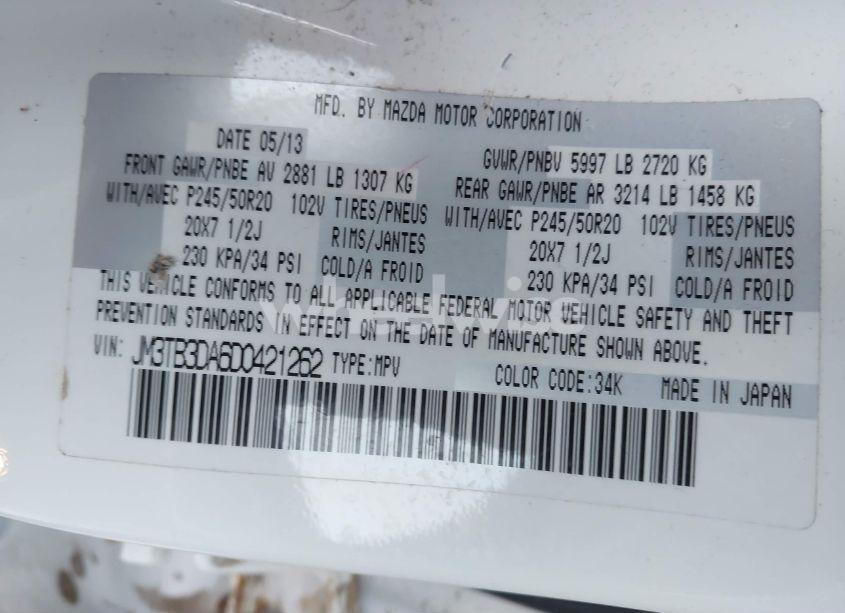 MFD. BY MAZDA MOTOR CORPORATION
DATE 05/13 GVWR/PNBV 5997 LB 2720 KG
FRONT GAWR/PNBE AV 2881 LB 1307 KG REAR GAWR/PNBE AR 3214 LB 1458 KG
WITH/AVEC P245/50R20 102V TIRES/PNEUS WITH/AVEC P245/50R20 102V TIRES/PNEUS
20X7 1/2J RIMS/JANTES 20X7 1/2J RIMS/JANTES
230 KPA/34 PSI COLD/A FROID 230 KPA/34 PSI COLD/A FROID
THIS VEHICLE CONFORMS TO ALL APPLICABLE FEDERAL MOTOR VEHICLE SAFETY AND THEFT
PREVENTION STANDARDS IN EFFECT ON THE DATE OF MANUFACTURE SHOWN ABOVE.
VIN: JM3TB3DA6D0421262 TYPE:MPV COLOR CODE:34K MADE IN JAPAN